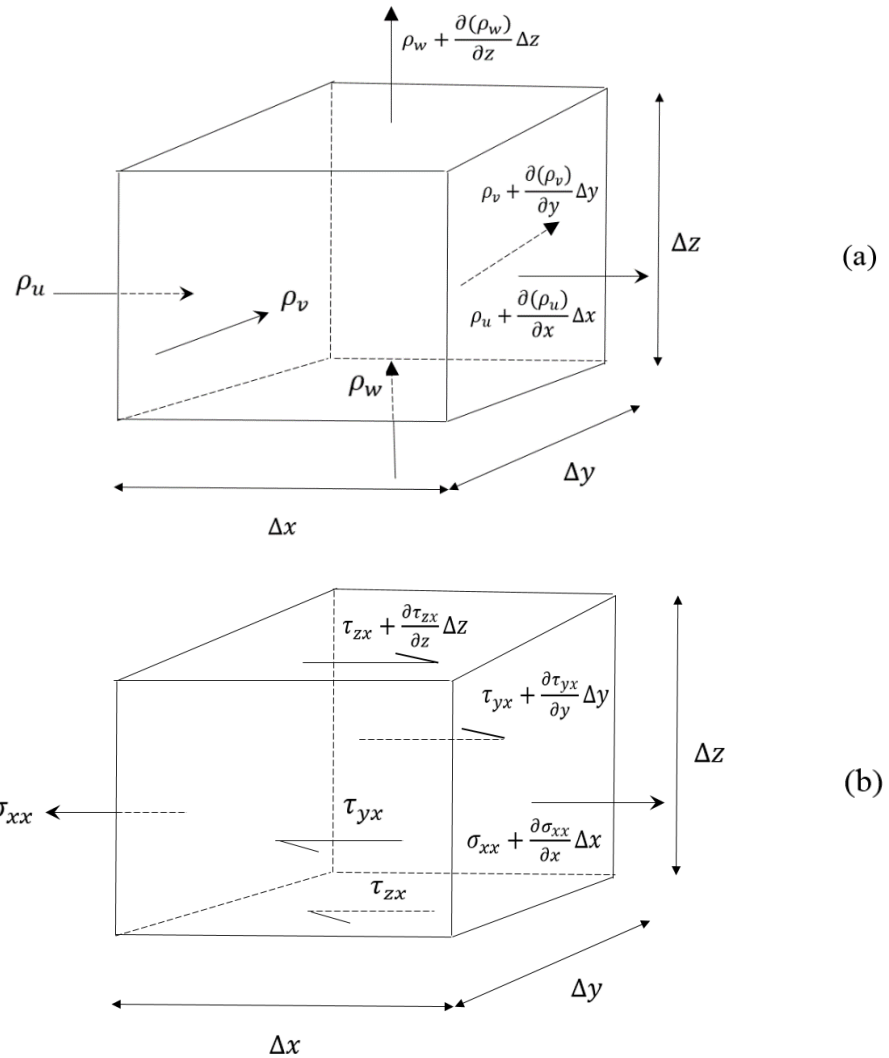 ρ_w + ∂(ρ_w)/∂z Δz
ρ_v + ∂(ρ_v)/∂y Δy
Δz
(a)
ρ_u
ρ_v
ρ_u + ∂(ρ_u)/∂x Δx
ρ_w
Δy
Δx
τ_zx + ∂τ_zx/∂z Δz
τ_yx + ∂τ_yx/∂y Δy
Δz
(b)
σ_xx
τ_yx
σ_xx + ∂σ_xx/∂x Δx
τ_zx
Δy
Δx